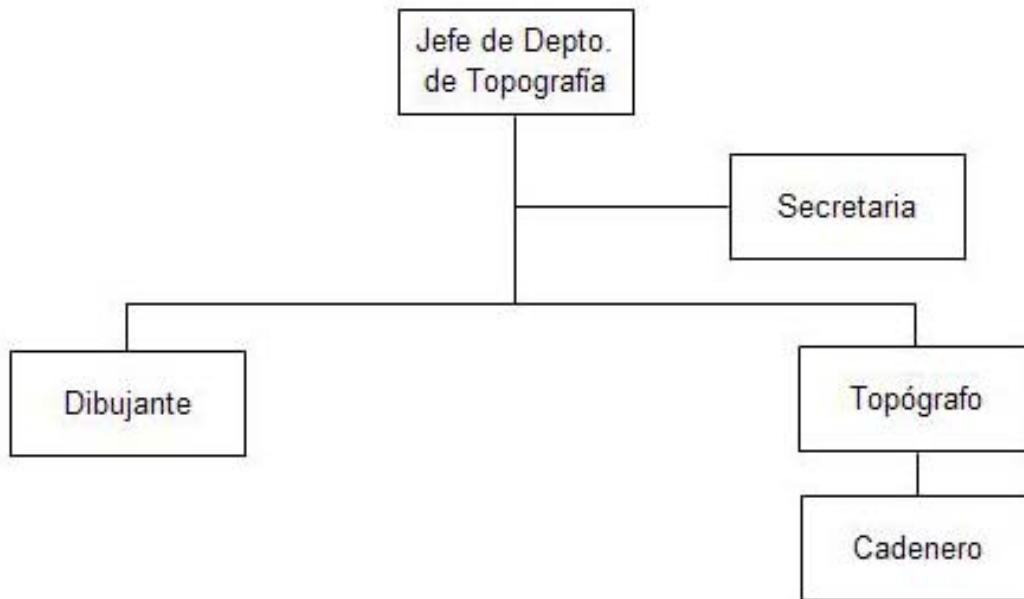 Jefe de Depto.
de Topografía
Secretaria
Dibujante
Topógrafo
Cadenero